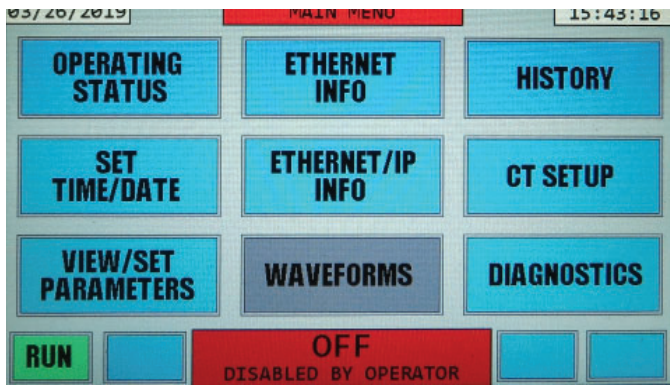 03/26/2019 MAIN MENU 15:43:16
OPERATING STATUS
ETHERNET INFO
HISTORY
SET TIME/DATE
ETHERNET/IP INFO
CT SETUP
VIEW/SET PARAMETERS
WAVEFORMS
DIAGNOSTICS
RUN
OFF
DISABLED BY OPERATOR